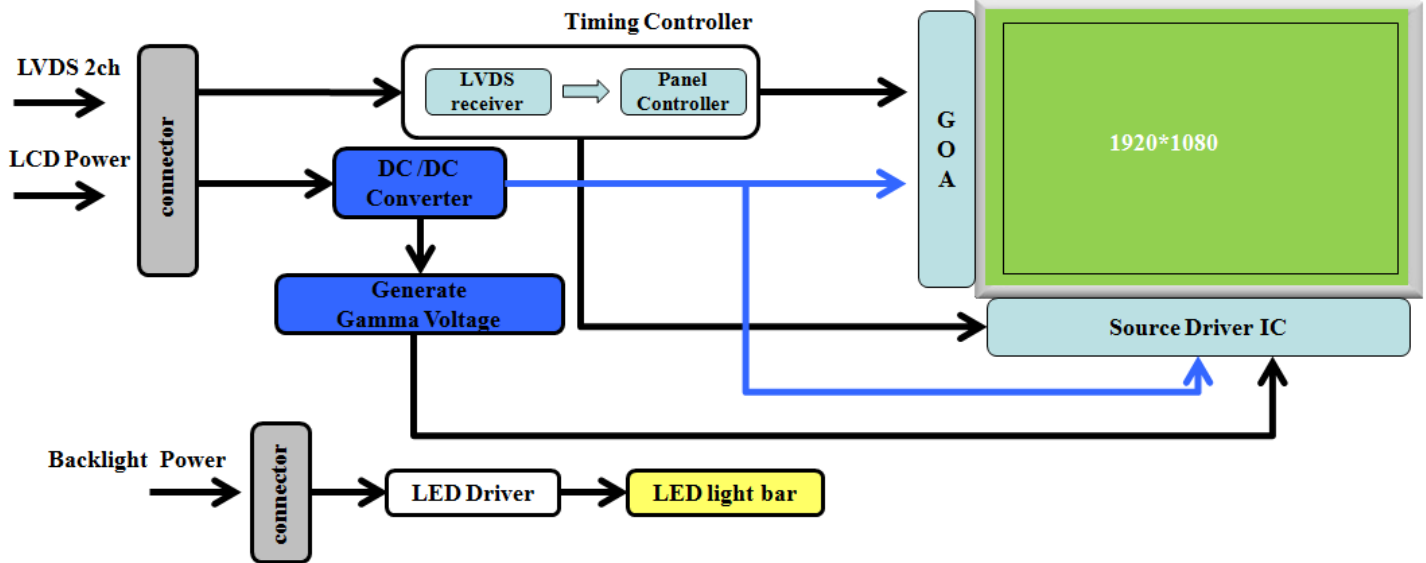 Timing Controller
LVDS 2ch
LCD Power
connector
LVDS
receiver
Panel
Controller
DC /DC
Converter
Generate
Gamma Voltage
G
O
A
1920*1080
Source Driver IC
Backlight Power
connector
LED Driver
LED light bar